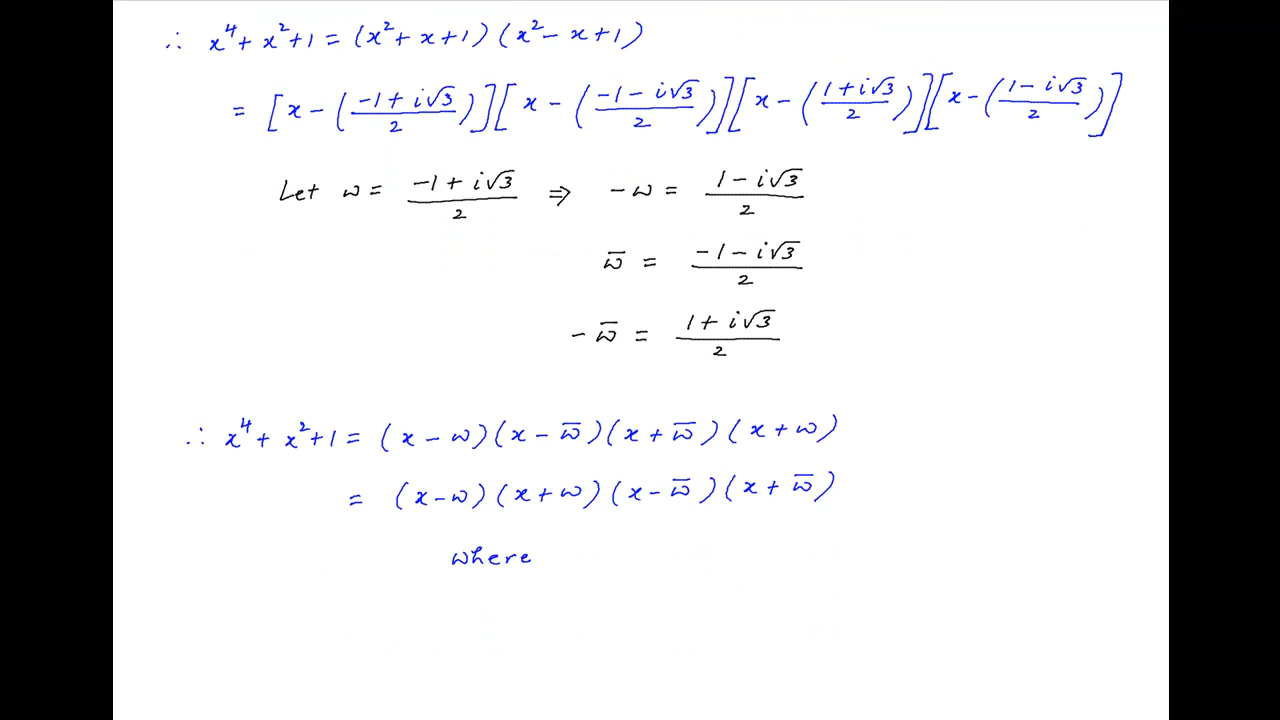 ∴ x⁴ + x² + 1 = (x² + x + 1)(x² − x + 1)
= [x − ((−1 + i√3)/2)][x − ((−1 − i√3)/2)][x − ((1 + i√3)/2)][x − ((1 − i√3)/2)]
Let ω = (−1 + i√3)/2 ⇒ −ω = (1 − i√3)/2
ω̅ = (−1 − i√3)/2
−ω̅ = (1 + i√3)/2
∴ x⁴ + x² + 1 = (x − ω)(x − ω̅)(x + ω̅)(x + ω)
= (x − ω)(x + ω)(x − ω̅)(x + ω̅)
where